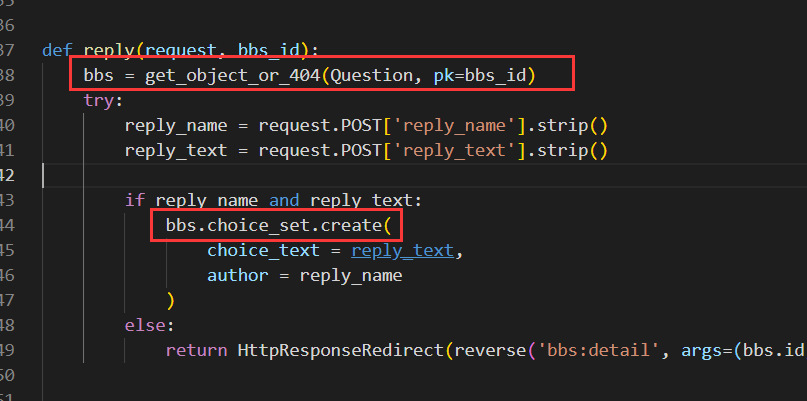 36
37 def reply(request, bbs_id):
38 bbs = get_object_or_404(Question, pk=bbs_id)
39 try:
40 reply_name = request.POST['reply_name'].strip()
41 reply_text = request.POST['reply_text'].strip()
42
43 if reply_name and reply_text:
44 bbs.choice_set.create(
45 choice_text = reply_text,
46 author = reply_name
47 )
48 else:
49 return HttpResponseRedirect(reverse('bbs:detail', args=(bbs.id
50